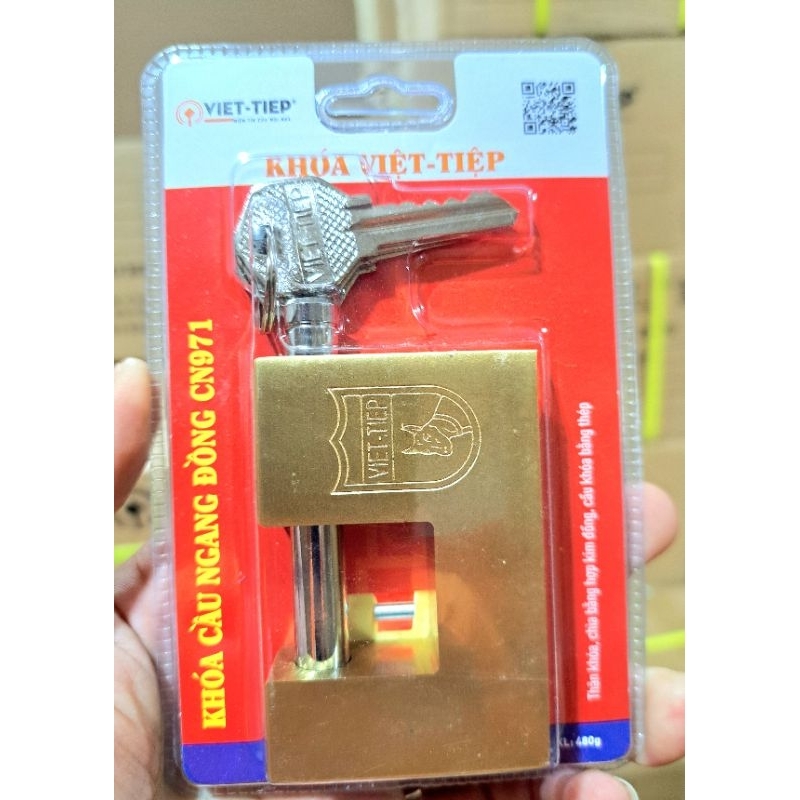 VIET-TIEP®
KHÓA VIỆT-TIỆP
VIET-TIEP
VIET-TIEP
KHÓA CẦU NGANG ĐỒNG CN971
Thân khóa, chìa bằng hợp kim đồng, cầu khóa bằng thép
KL: 480g